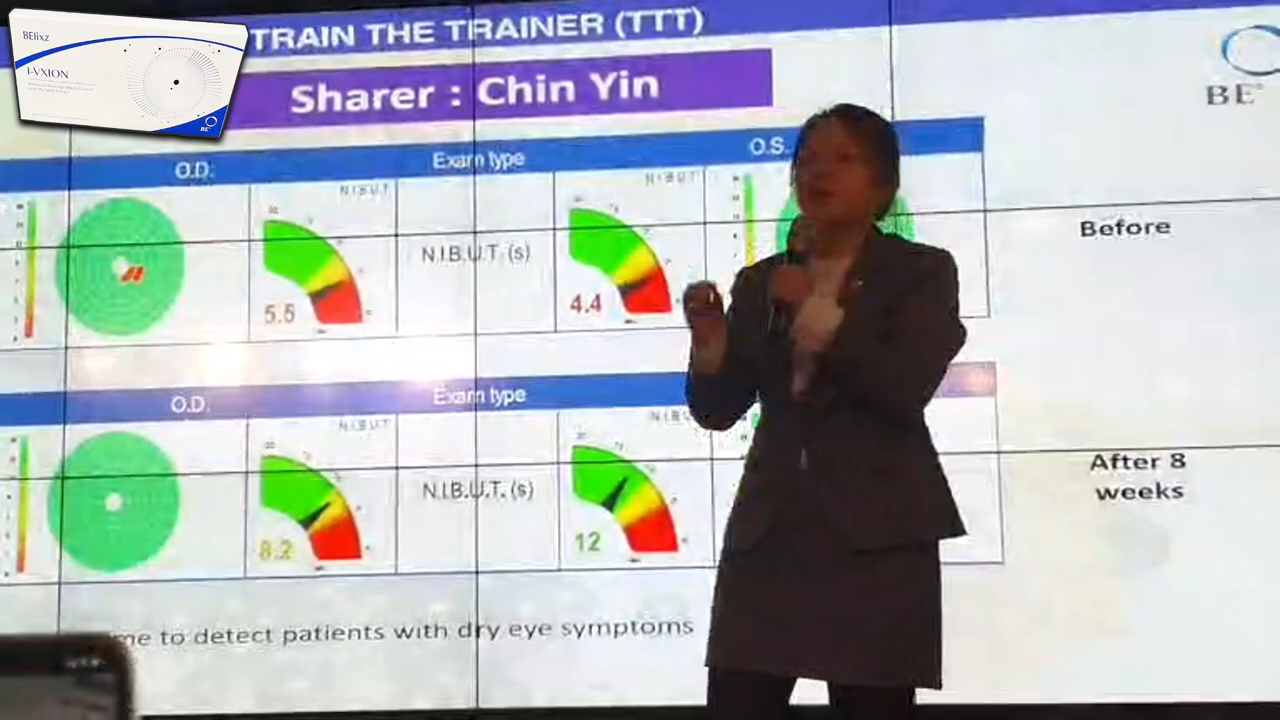 BElixz
I-VXION
BE
TRAIN THE TRAINER (TTT)
Sharer : Chin Yin
BE
O.D.
Exam type
O.S.
N.I.B.U.T
N.I.B.U.T. (s)
N.I.B.U.T
5.5
4.4
Before
O.D.
Exam type
N.I.B.U.T
N.I.B.U.T. (s)
8.2
12
After 8
weeks
to detect patients with dry eye symptoms